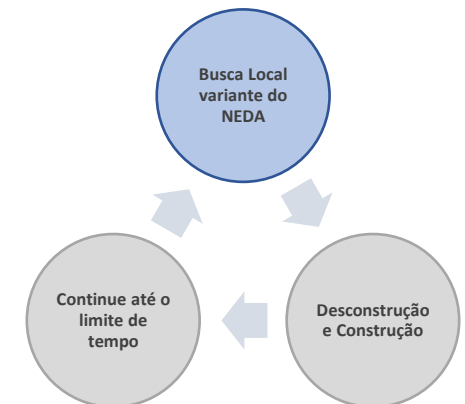 Busca Local
variante do
NEDA
Desconstrução
e Construção
Continue até o
limite de
tempo